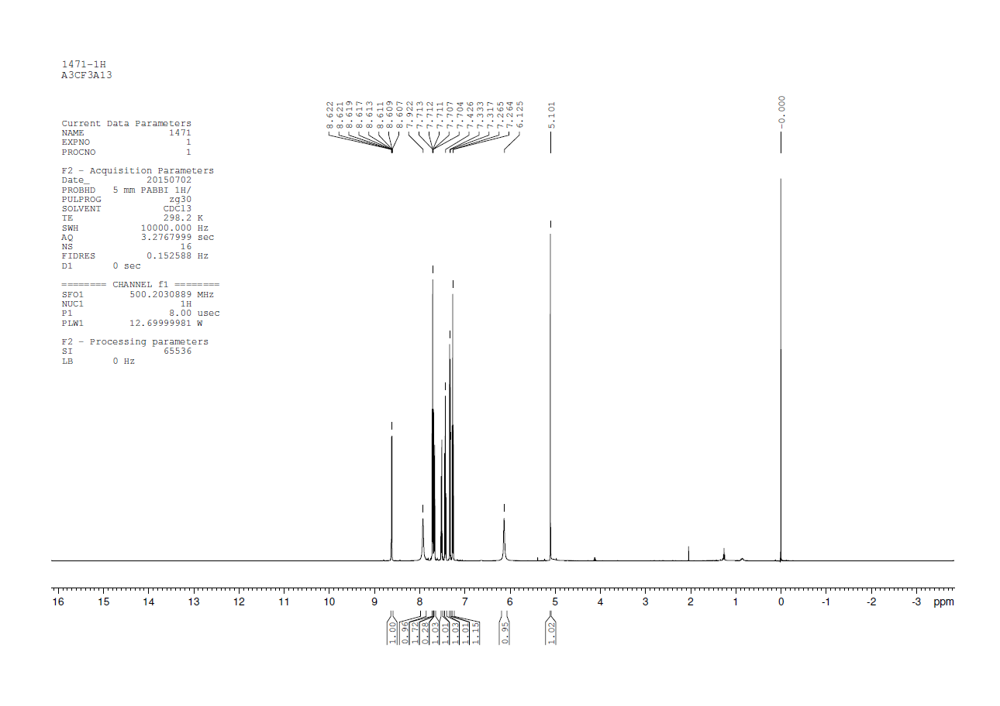 1471-1H
A3CF3A13
8.622
8.621
8.619
8.617
8.613
8.611
8.609
8.607
7.922
7.713
7.712
7.711
7.707
7.704
7.426
7.333
7.317
7.265
7.264
6.125
5.101
-0.000
Current Data Parameters
NAME 1471
EXPNO 1
PROCNO 1
F2 - Acquisition Parameters
Date_ 20150702
PROBHD 5 mm PABBI 1H/
PULPROG zg30
SOLVENT CDCl3
TE 298.2 K
SWH 10000.000 Hz
AQ 3.2767999 sec
NS 16
FIDRES 0.152588 Hz
D1 0 sec
======== CHANNEL f1 ========
SFO1 500.2030889 MHz
NUC1 1H
P1 8.00 usec
PLW1 12.69999981 W
F2 - Processing parameters
SI 65536
LB 0 Hz
16 15 14 13 12 11 10 9 8 7 6 5 4 3 2 1 0 -1 -2 -3 ppm
1.00
0.96
1.72
0.28
1.03
1.01
1.03
1.01
1.15
0.95
1.02